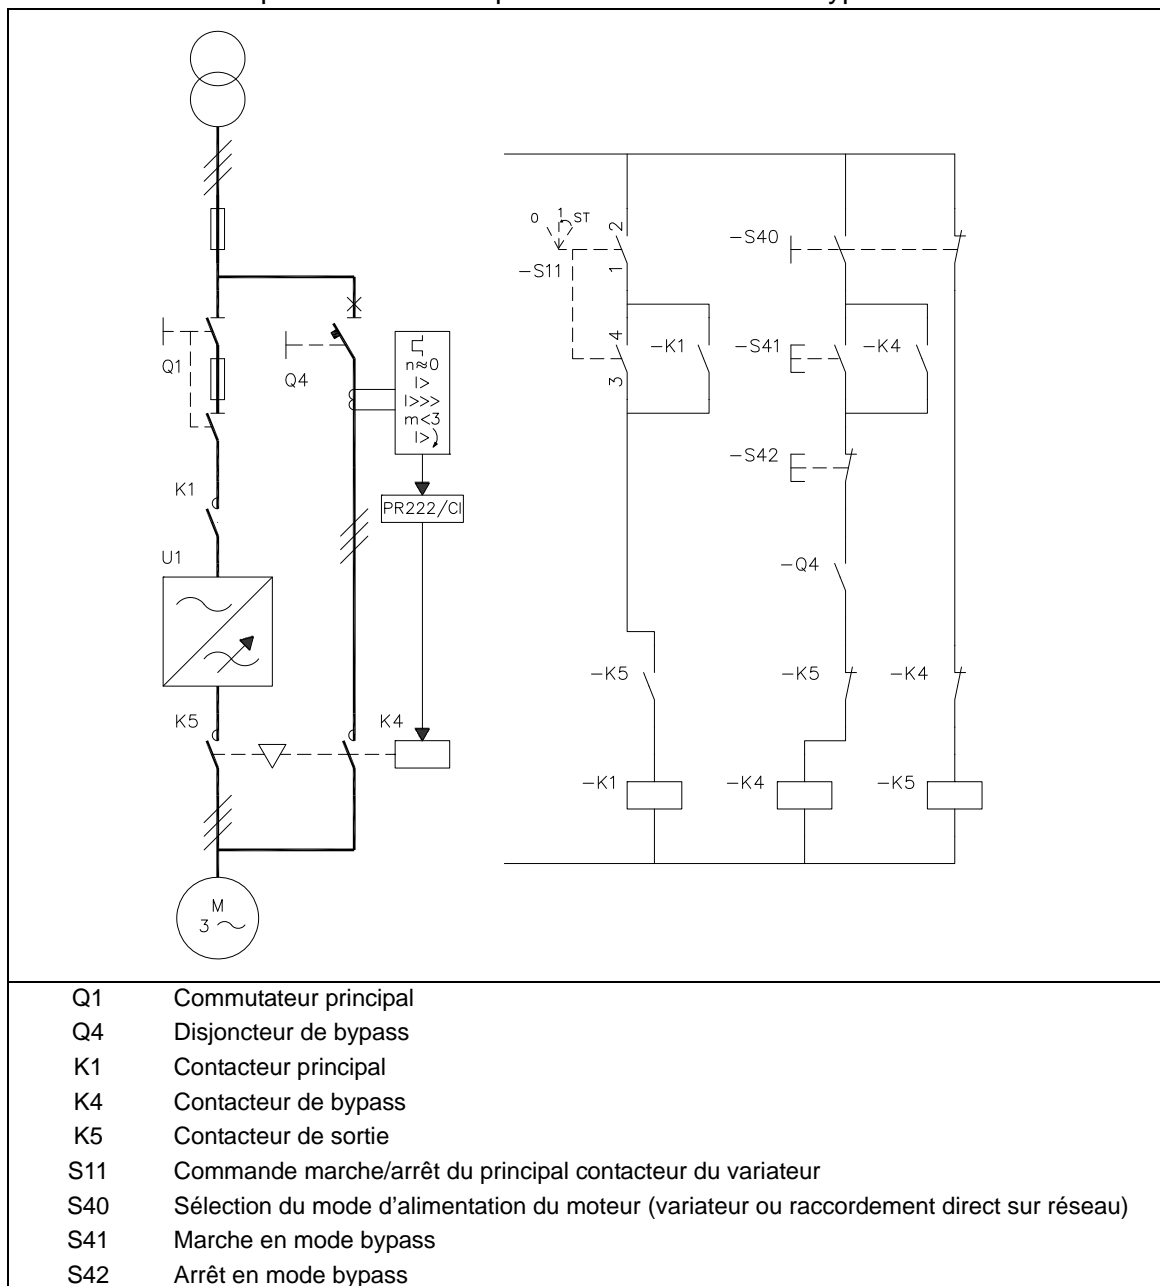 0 1 ST
2
-S11
1
4
3
-K1
-S40
-S41
-K4
-S42
-Q4
-K5
-K5
-K4
-K1
-K4
-K5
Q1
Q4
n≈0
I>
I>>>
m<3
I>
K1
PR222/CI
U1
K5
K4
M
3
Q1 Commutateur principal
Q4 Disjoncteur de bypass
K1 Contacteur principal
K4 Contacteur de bypass
K5 Contacteur de sortie
S11 Commande marche/arrêt du principal contacteur du variateur
S40 Sélection du mode d'alimentation du moteur (variateur ou raccordement direct sur réseau)
S41 Marche en mode bypass
S42 Arrêt en mode bypass